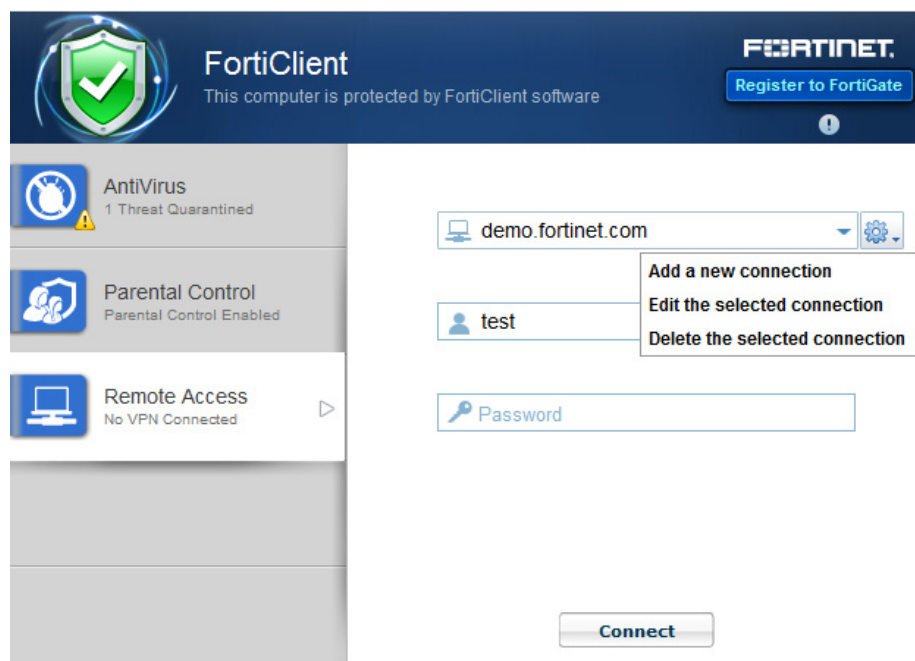 FortiClient
This computer is protected by FortiClient software
FORTINET.
Register to FortiGate
AntiVirus
1 Threat Quarantined
Parental Control
Parental Control Enabled
Remote Access
No VPN Connected
demo.fortinet.com
Add a new connection
Edit the selected connection
Delete the selected connection
test
Password
Connect